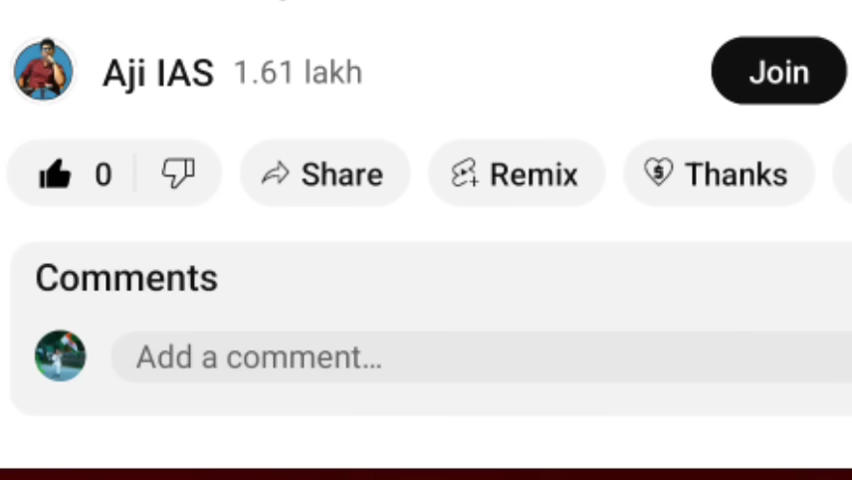 Aji IAS 1.61 lakh Join
0 Share Remix Thanks
Comments
Add a comment...